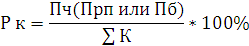 Р к = Пч(Прп или Пб) / ∑ К * 100%